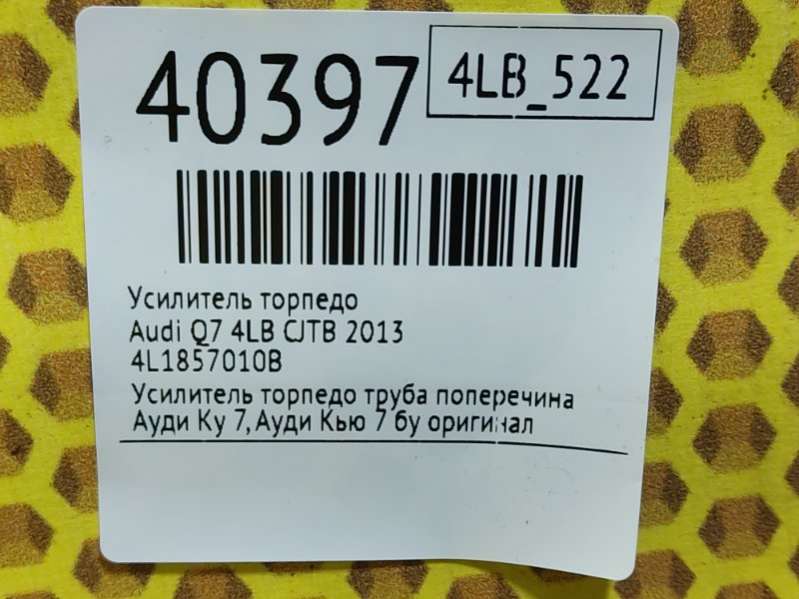 40397
4LB_522
Усилитель торпедо
Audi Q7 4LB CJTB 2013
4L1857010B
Усилитель торпедо труба поперечина
Ауди Ку 7,Ауди Кью 7 бу оригинал